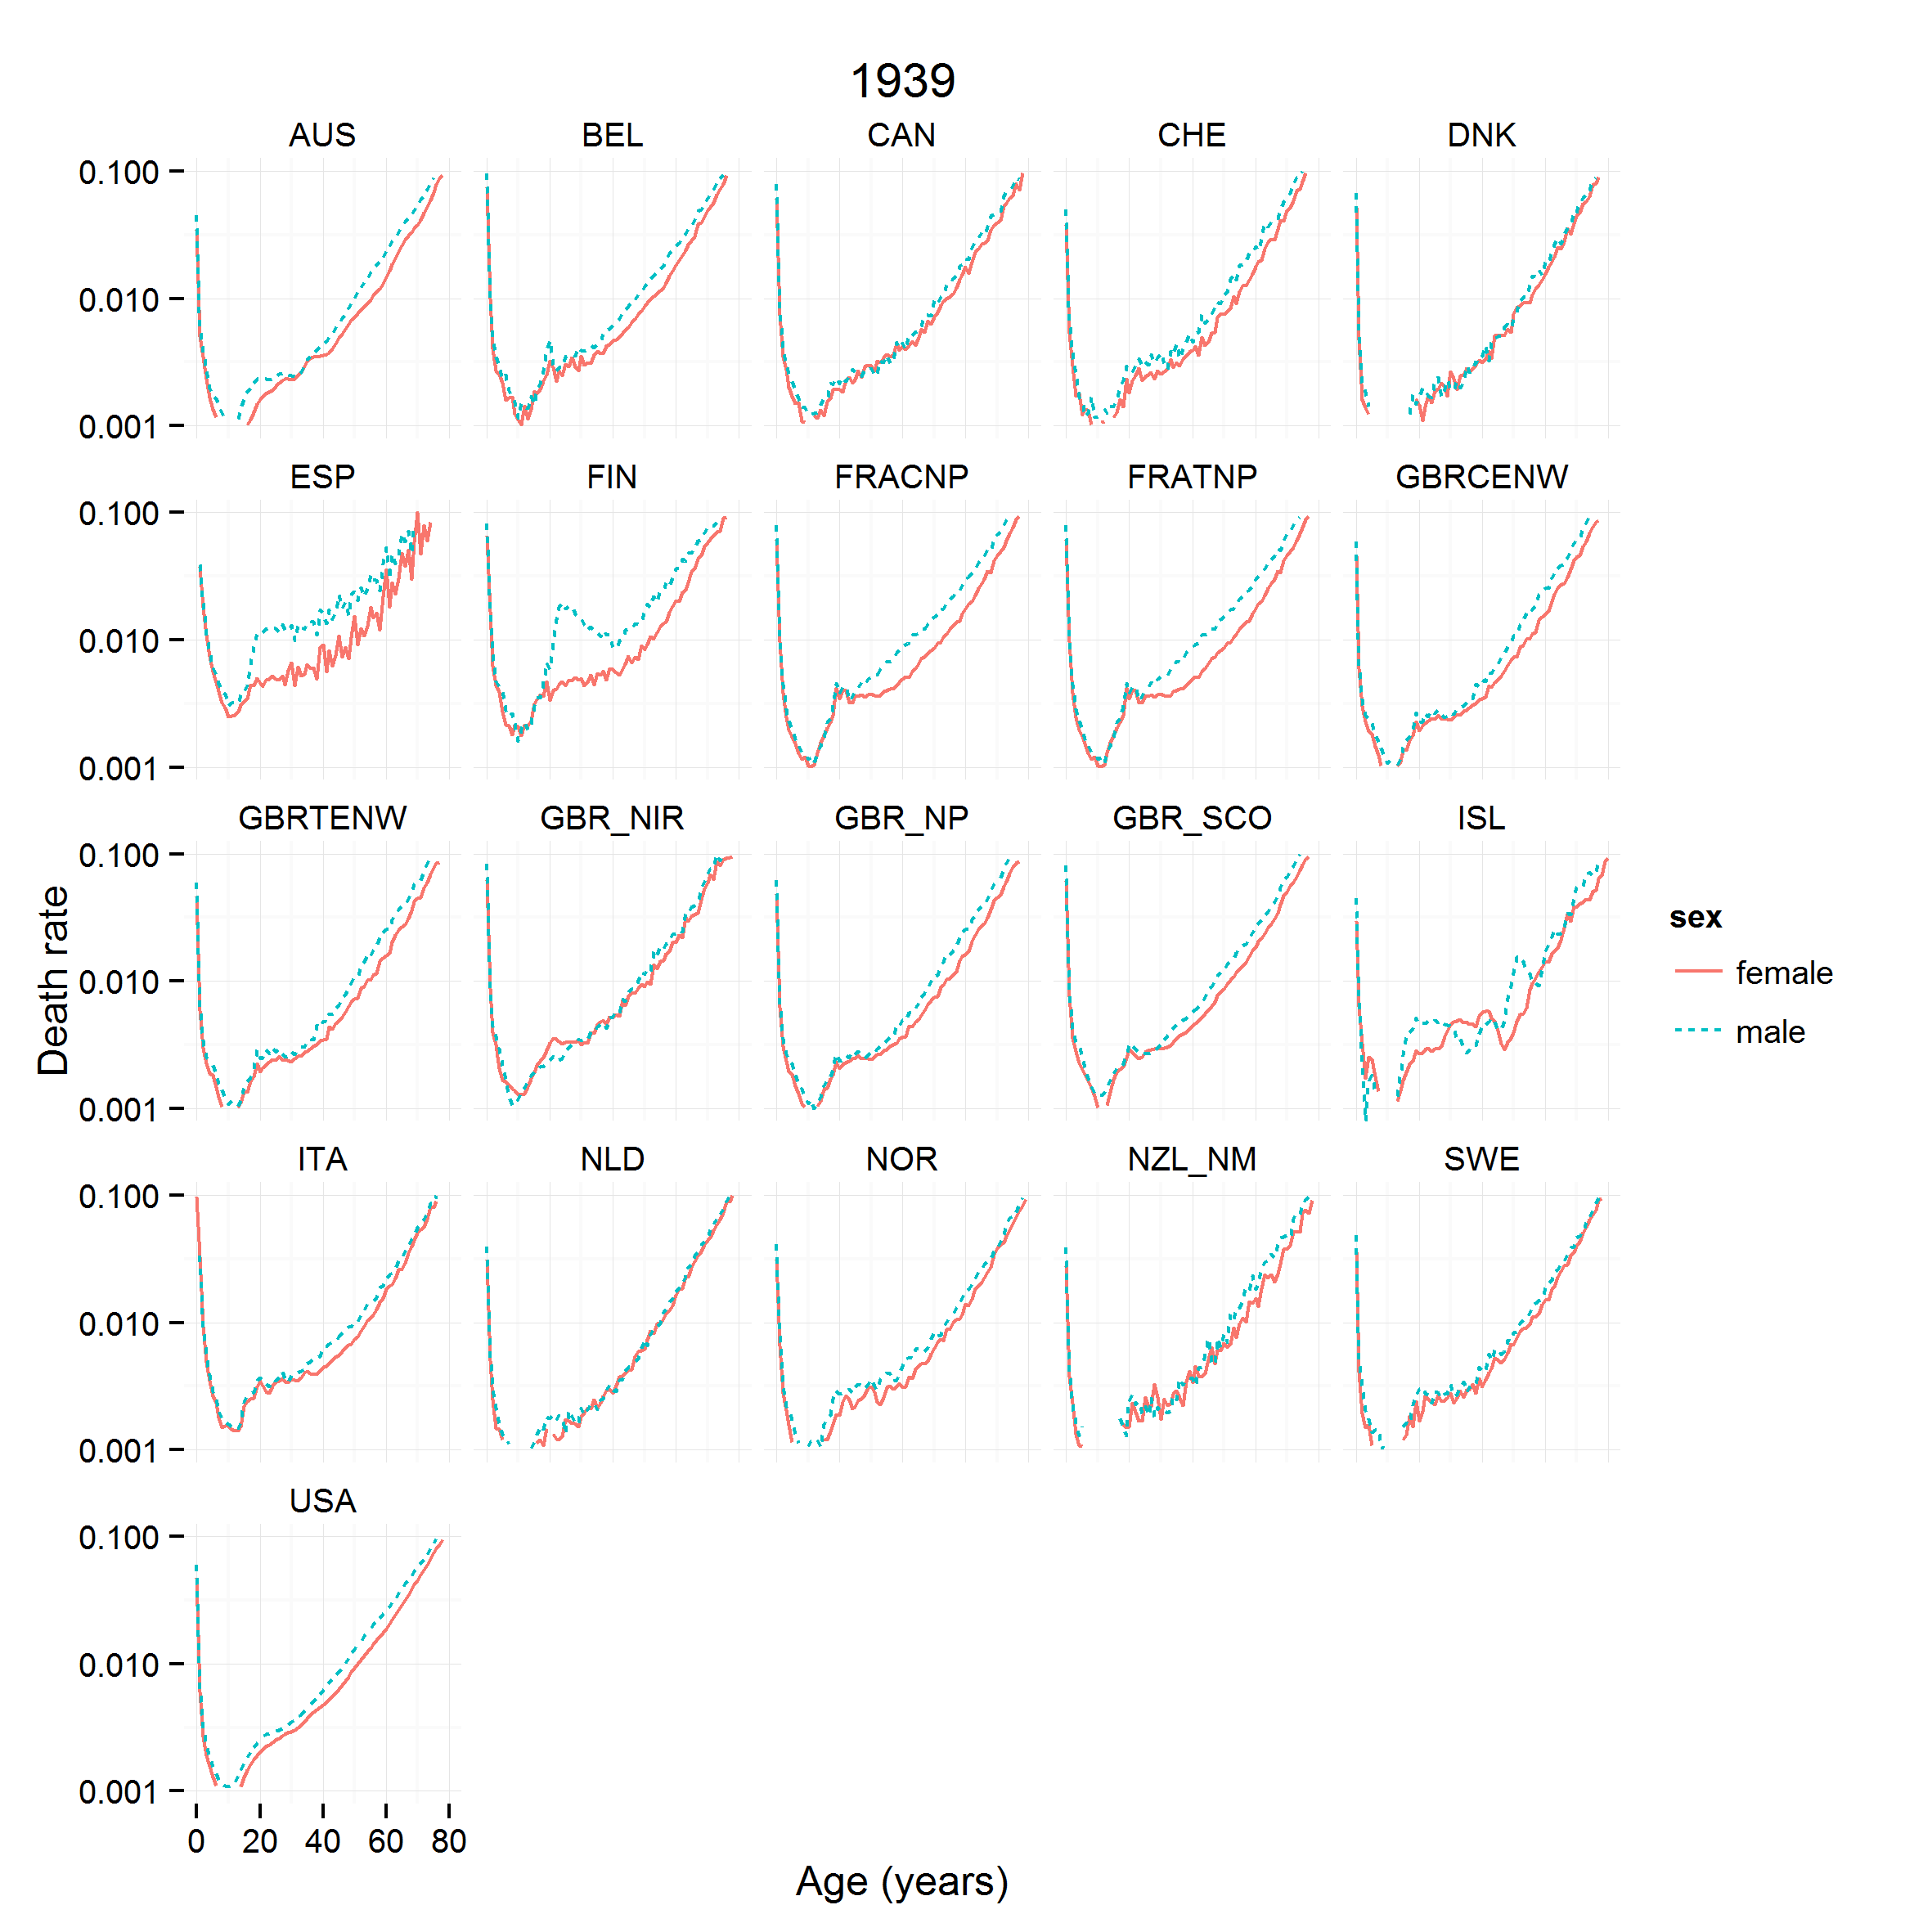 1939
AUS BEL CAN CHE DNK
0.100
0.010
0.001
ESP FIN FRACNP FRATNP GBRCENW
0.100
0.010
0.001
GBRTENW GBR_NIR GBR_NP GBR_SCO ISL
0.100
0.010
0.001
Death rate
sex
female
male
ITA NLD NOR NZL_NM SWE
0.100
0.010
0.001
USA
0.100
0.010
0.001
0 20 40 60 80
Age (years)